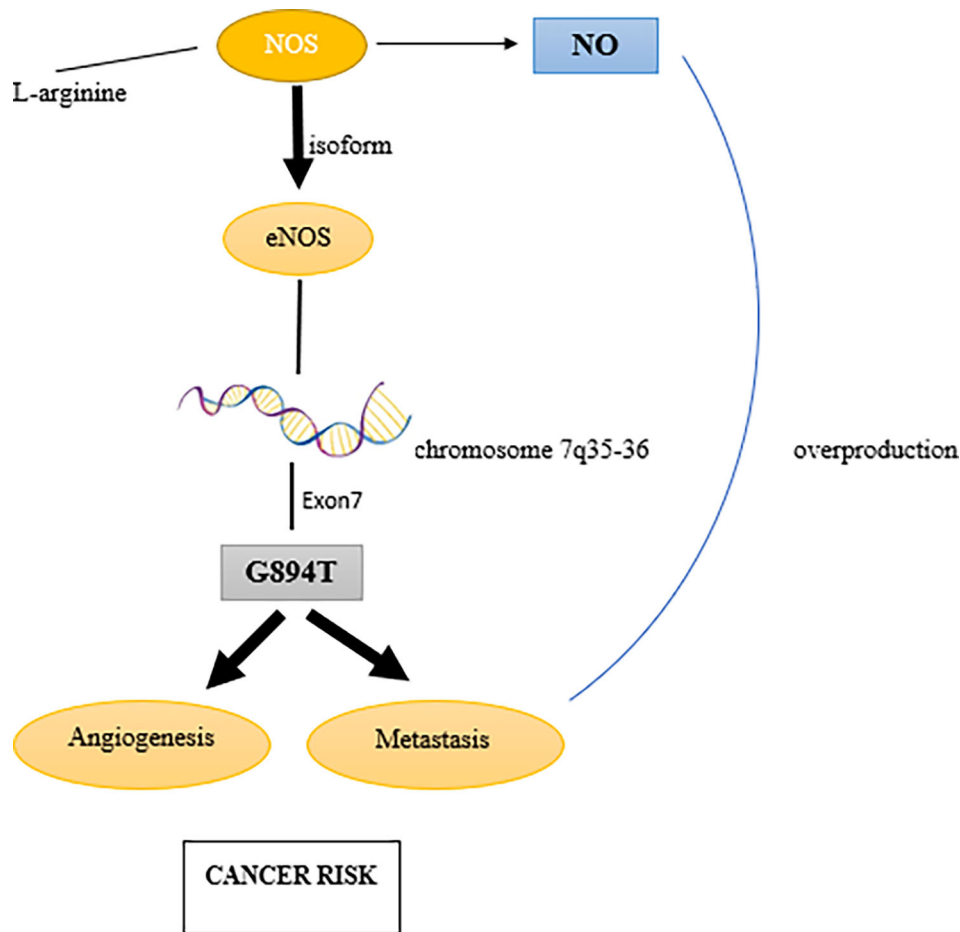 NOS
NO
L-arginine
isoform
eNOS
chromosome 7q35-36
overproduction
Exon7
G894T
Angiogenesis
Metastasis
CANCER RISK